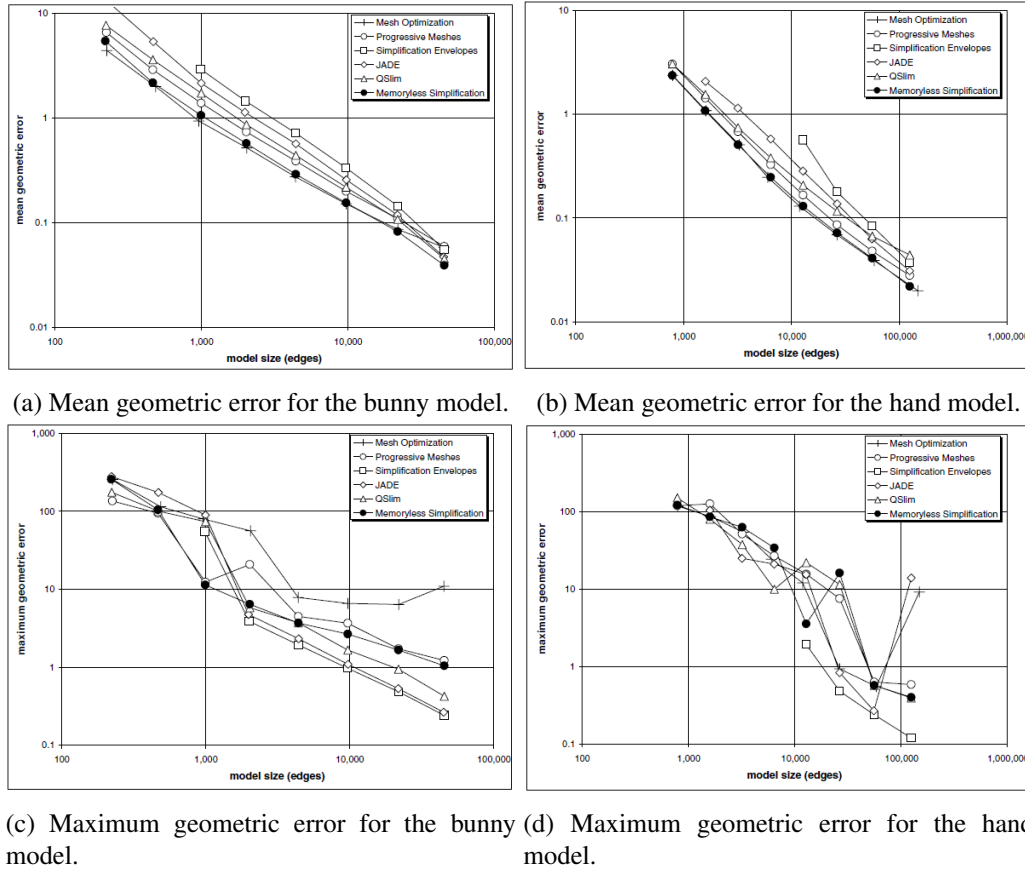 10
1
0.1
0.01
mean geometric error
100
1,000
10,000
100,000
model size (edges)
Mesh Optimization
Progressive Meshes
Simplification Envelopes
JADE
QSlim
Memoryless Simplification
(a) Mean geometric error for the bunny model.
10
1
0.1
0.01
mean geometric error
100
1,000
10,000
100,000
1,000,000
model size (edges)
Mesh Optimization
Progressive Meshes
Simplification Envelopes
JADE
QSlim
Memoryless Simplification
(b) Mean geometric error for the hand model.
1,000
100
10
1
0.1
maximum geometric error
100
1,000
10,000
100,000
model size (edges)
Mesh Optimization
Progressive Meshes
Simplification Envelopes
JADE
QSlim
Memoryless Simplification
(c) Maximum geometric error for the bunny
model.
1,000
100
10
1
0.1
maximum geometric error
100
1,000
10,000
100,000
1,000,000
model size (edges)
Mesh Optimization
Progressive Meshes
Simplification Envelopes
JADE
QSlim
Memoryless Simplification
(d) Maximum geometric error for the hand
model.